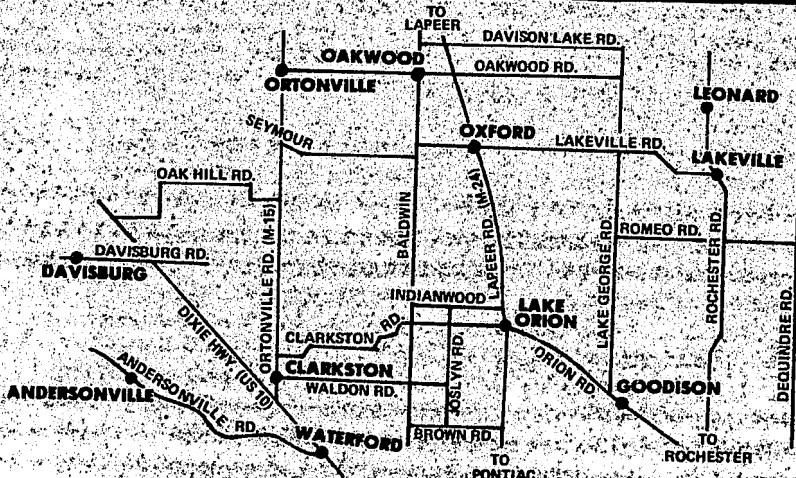 TO
LAPEER
DAVISON LAKE RD.
OAKWOOD
OAKWOOD RD.
ORTONVILLE
LEONARD
SEYMOUR
OXFORD
LAKEVILLE RD.
LAKEVILLE
OAK HILL RD.
BALDWIN
LAPEER RD. (M-24)
ORTONVILLE RD. (M-15)
LAKE GEORGE RD.
ROMEO RD.
ROCHESTER RD.
DEQUINDRE RD.
DAVISBURG RD.
DAVISBURG
DIXIE HWY. (US 10)
INDIANWOOD
LAKE
ORION
CLARKSTON RD.
JOSLYN RD.
ORION RD.
CLARKSTON
WALDON RD.
GOODISON
ANDERSONVILLE
ANDERSONVILLE RD.
WATERFORD
BROWN RD.
TO
PONTIAC
TO
ROCHESTER